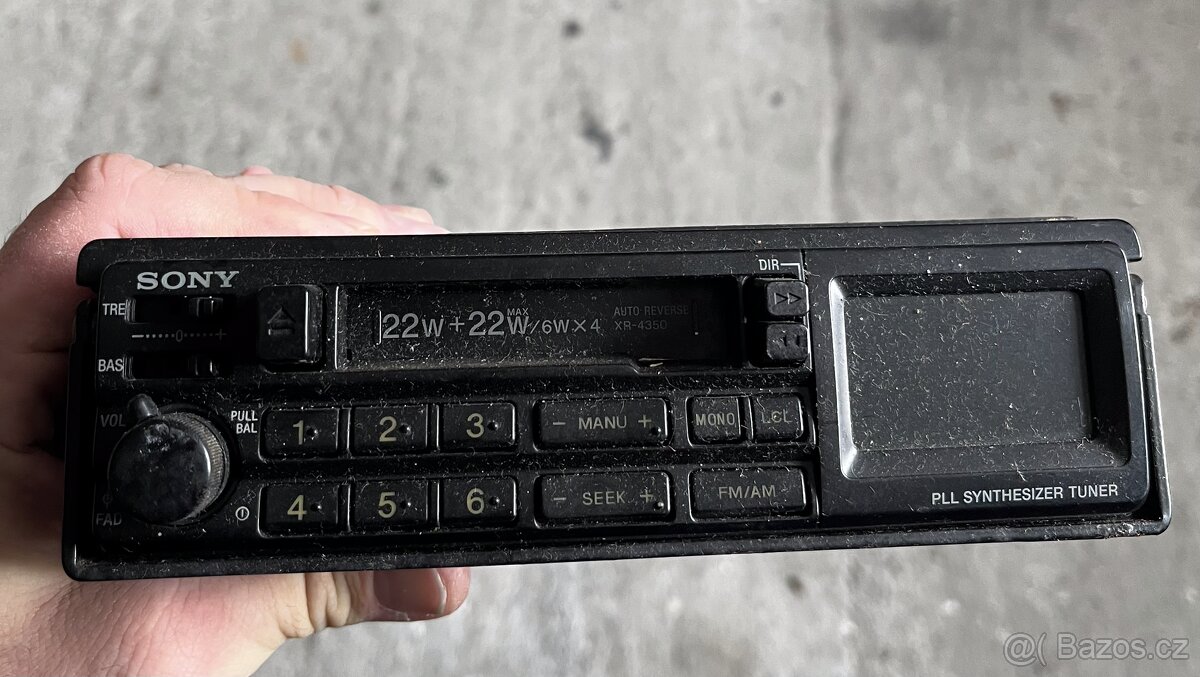 SONY
DIR
TRE
22W + 22W MAX /6W×4
AUTO REVERSE
XR-4350
- 0 +
BAS
VOL
PULL
BAL
1 2 3
- MANU +
MONO
LCL
FAD
4 5 6
- SEEK +
FM/AM
PLL SYNTHESIZER TUNER
@( Bazos.cz